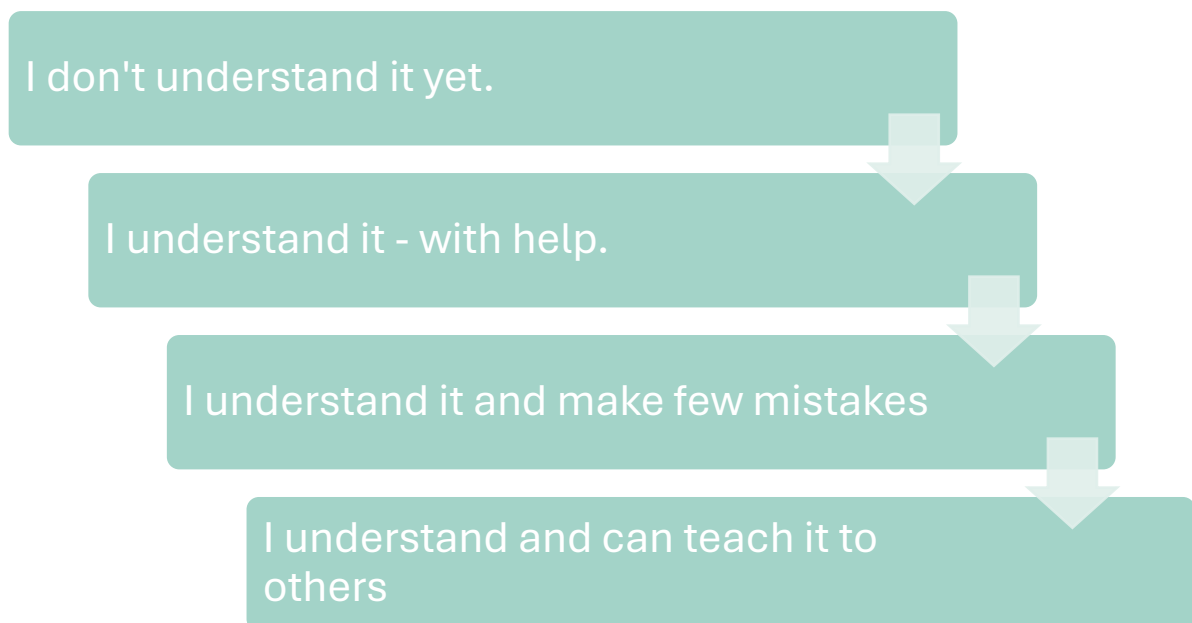 I don't understand it yet.
I understand it - with help.
I understand it and make few mistakes
I understand and can teach it to
others